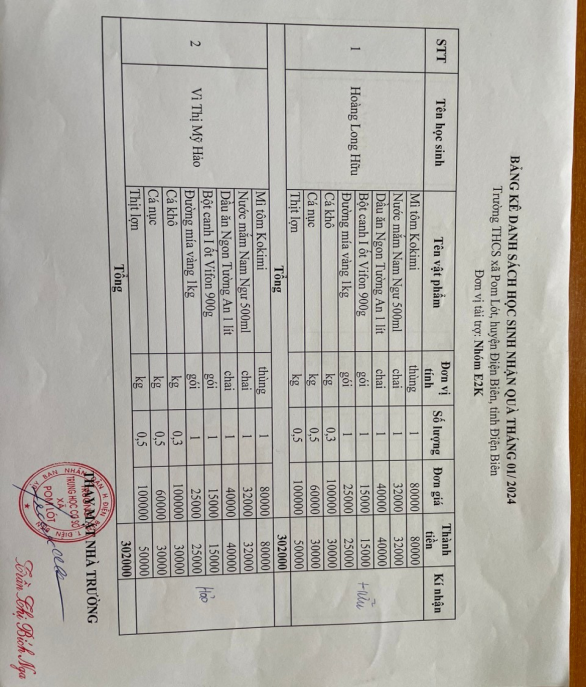 BẢNG KÊ DANH SÁCH HỌC SINH NHẬN QUÀ THÁNG 01/ 2024
Trường THCS xã Pom Lót, huyện Điện Biên, tỉnh Điện Biên
Đơn vị tài trợ: Nhóm E2K
STT Tên học sinh Tên vật phẩm Đơn vị tính Số lượng Đơn giá Thành tiền Kí nhận
1 Hoàng Long Hữu Mì tôm Kokimi thùng 1 80000 80000 Hữu
Nước mắm Nam Ngư 500ml chai 1 32000 32000
Dầu ăn Ngon Tường An 1 lít chai 1 40000 40000
Bột canh I ốt Vifon 900g gói 1 15000 15000
Đường mía vàng 1kg gói 1 25000 25000
Cá khô kg 0,3 100000 30000
Cá nục kg 0,5 60000 30000
Thịt lợn kg 0,5 100000 50000
Tổng 302000
2 Vì Thị Mỹ Hảo Mì tôm Kokimi thùng 1 80000 80000 Hảo
Nước mắm Nam Ngư 500ml chai 1 32000 32000
Dầu ăn Ngon Tường An 1 lít chai 1 40000 40000
Bột canh I ốt Vifon 900g gói 1 15000 15000
Đường mía vàng 1kg gói 1 25000 25000
Cá khô kg 0,3 100000 30000
Cá nục kg 0,5 60000 30000
Thịt lợn kg 0,5 100000 50000
Tổng 302000
THAY MẶT NHÀ TRƯỜNG
TRUNG HỌC CƠ SỞ
XÃ
POM LÓT
Trần Thị Bích Nga